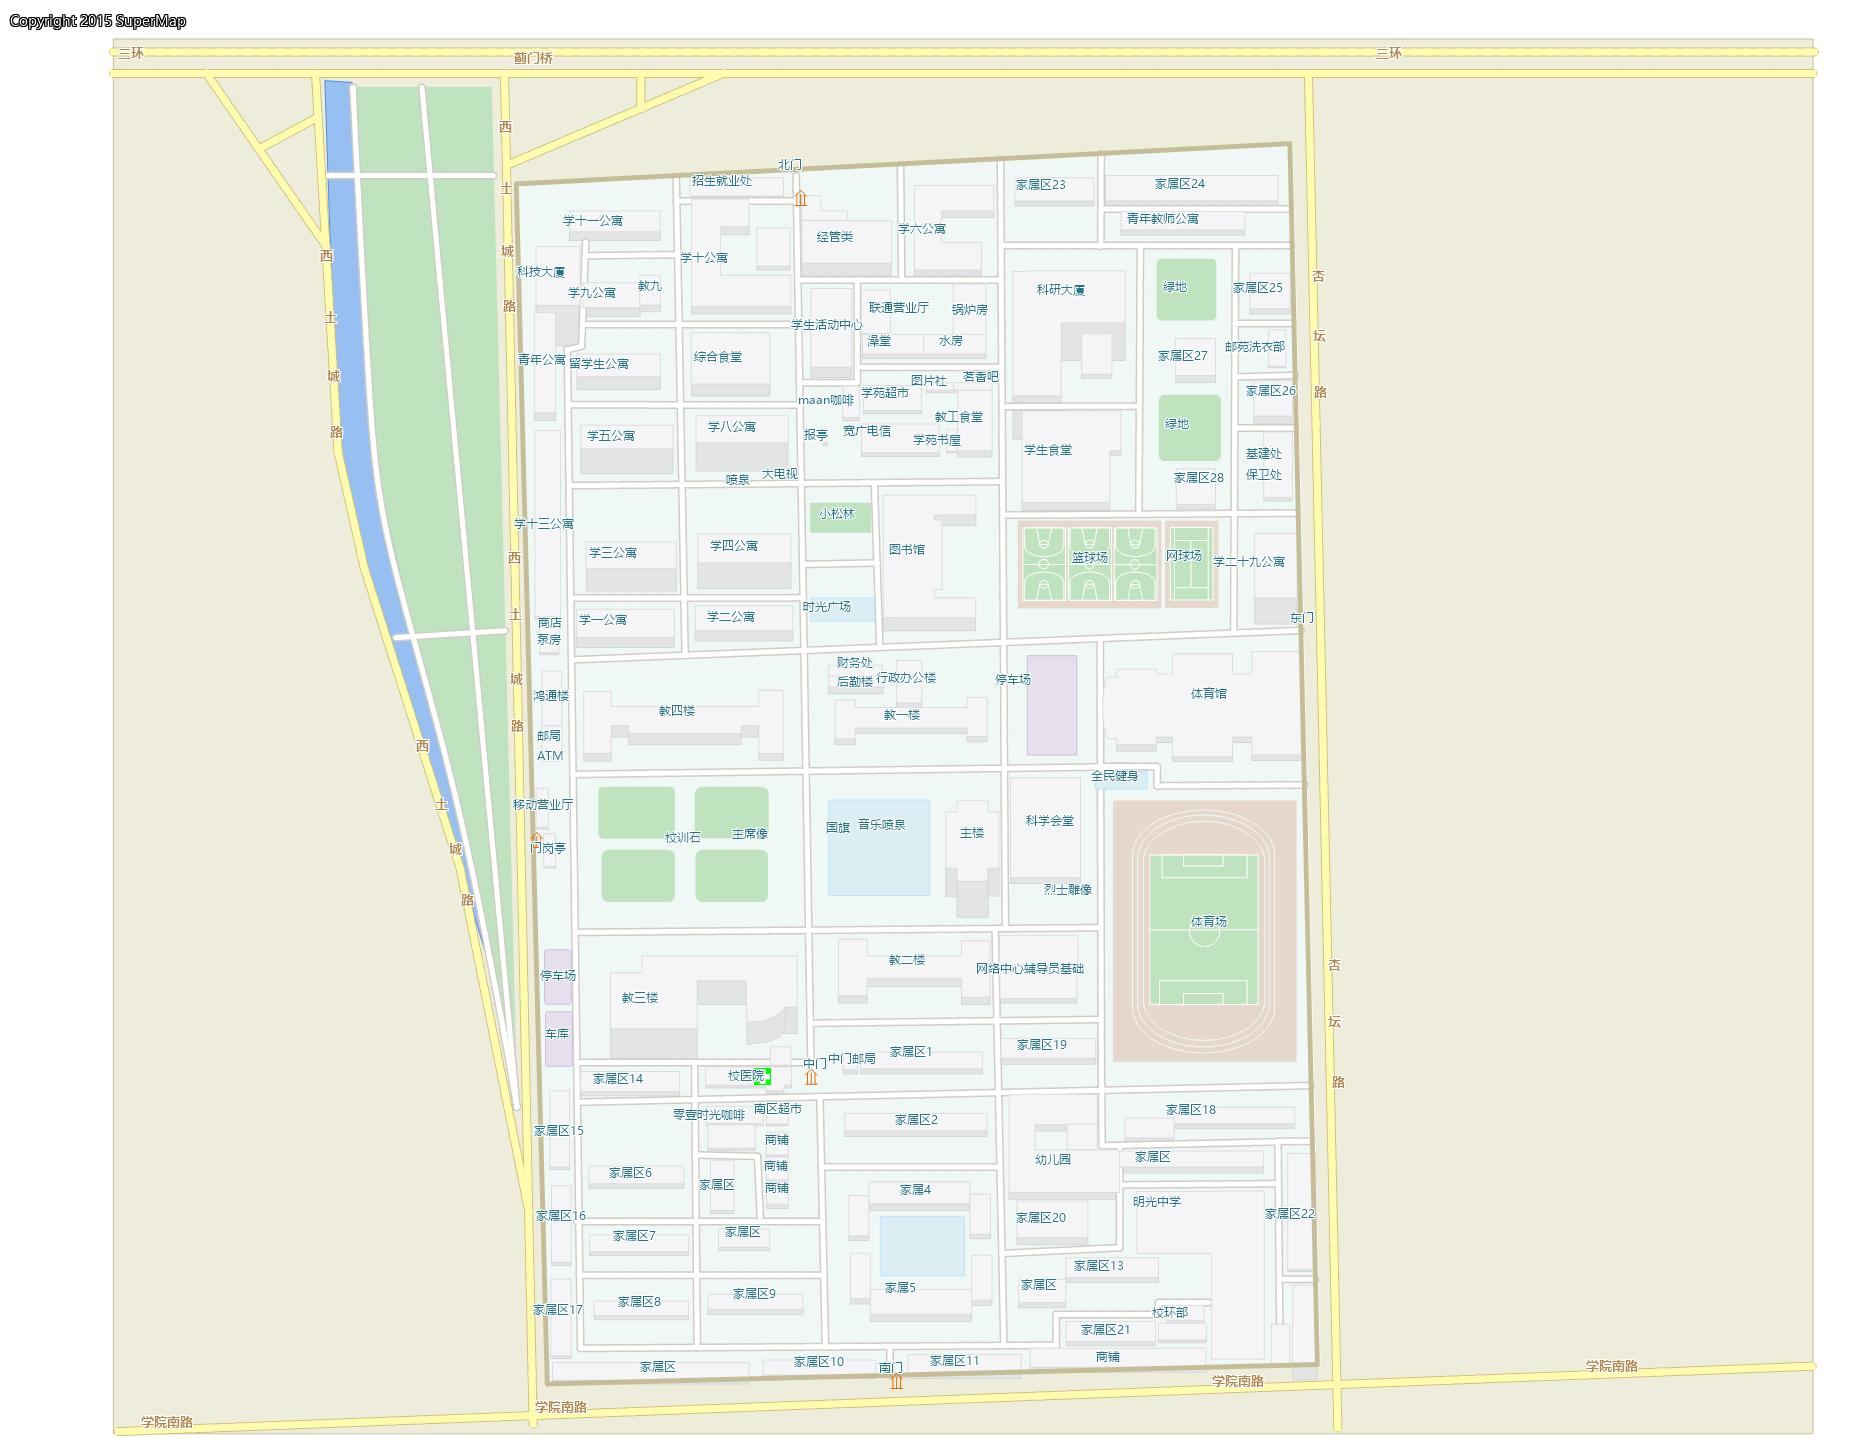 Copyright 2015 SuperMap
三环
蓟门桥
三环
西
土
城
路
西
土
城
路
西
土
城
路
西
土
城
路
杏
坛
路
杏
坛
路
北门
招生就业处
家属区23
家属区24
青年教师公寓
学十一公寓
学六公寓
经管类
学十公寓
科技大厦
教九
学九公寓
科研大厦
绿地
家属区25
联通营业厅
锅炉房
学生活动中心
澡堂
水房
邮苑洗衣部
家属区27
青年公寓
留学生公寓
综合食堂
图片社
茗香吧
学苑超市
maan咖啡
家属区26
教工食堂
绿地
学五公寓
学八公寓
报亭
宽广电信
学苑书屋
学生食堂
基建处
保卫处
大电视
喷泉
家属区28
小松林
学十三公寓
学三公寓
学四公寓
图书馆
篮球场
网球场
学二十九公寓
时光广场
东门
商店
泵房
学一公寓
学二公寓
财务处
后勤楼
行政办公楼
停车场
体育馆
鸿通楼
教四楼
教一楼
邮局
ATM
全民健身
移动营业厅
门岗亭
校训石
主席像
国旗
音乐喷泉
主楼
科学会堂
烈士雕像
体育场
停车场
教三楼
教二楼
网络中心辅导员基础
车库
家属区1
家属区19
中门
中门邮局
家属区14
校医院
零壹时光咖啡
南区超市
家属区2
家属区18
家属区15
商铺
商铺
商铺
家属区6
家属区
幼儿园
家属区
家属4
明光中学
家属区16
家属区20
家属区22
家属区7
家属区
家属区13
家属5
家属区
家属区17
家属区8
家属区9
校环部
家属区21
家属区
家属区10
南门
家属区11
商铺
学院南路
学院南路
学院南路
学院南路